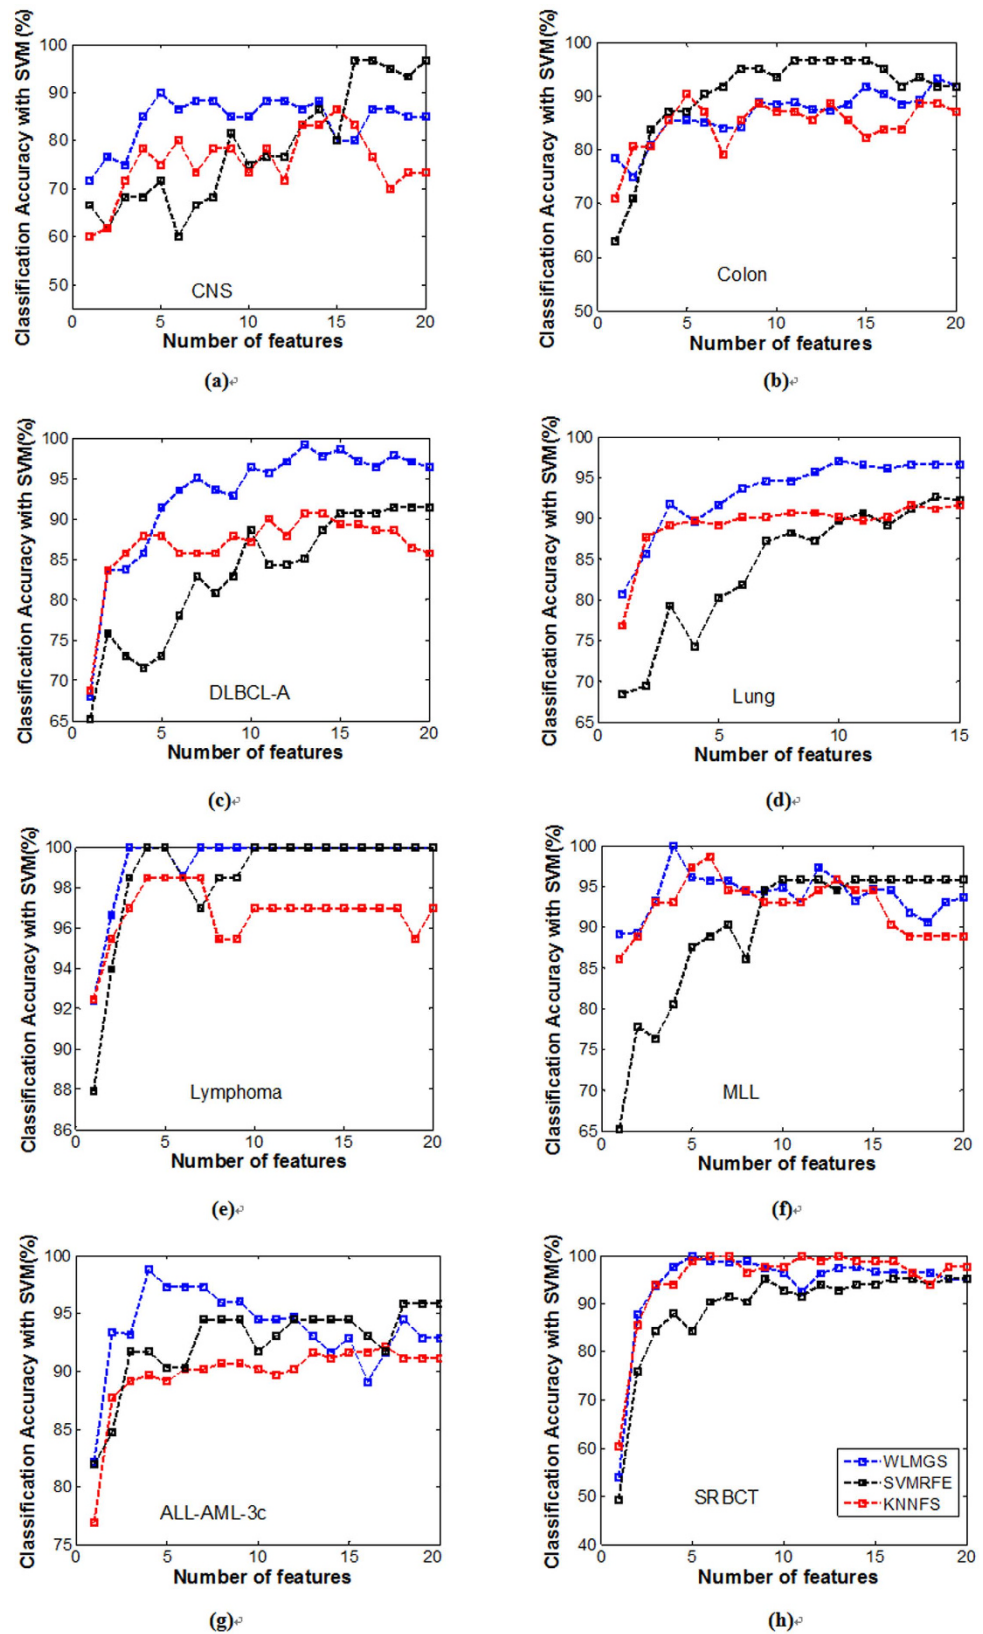 Classification Accuracy with SVM(%)
100
90
80
70
60
50
0 5 10 15 20
CNS
Number of features
(a)
Classification Accuracy with SVM(%)
100
90
80
70
60
50
0 5 10 15 20
Colon
Number of features
(b)
Classification Accuracy with SVM(%)
100
95
90
85
80
75
70
65
0 5 10 15 20
DLBCL-A
Number of features
(c)
Classification Accuracy with SVM(%)
100
95
90
85
80
75
70
65
0 5 10 15
Lung
Number of features
(d)
Classification Accuracy with SVM(%)
100
98
96
94
92
90
88
86
0 5 10 15 20
Lymphoma
Number of features
(e)
Classification Accuracy with SVM(%)
100
95
90
85
80
75
70
65
0 5 10 15 20
MLL
Number of features
(f)
Classification Accuracy with SVM(%)
100
95
90
85
80
75
0 5 10 15 20
ALL-AML-3c
Number of features
(g)
Classification Accuracy with SVM(%)
100
90
80
70
60
50
40
0 5 10 15 20
SRBCT
WLMGS
SVMRFE
KNNFS
Number of features
(h)